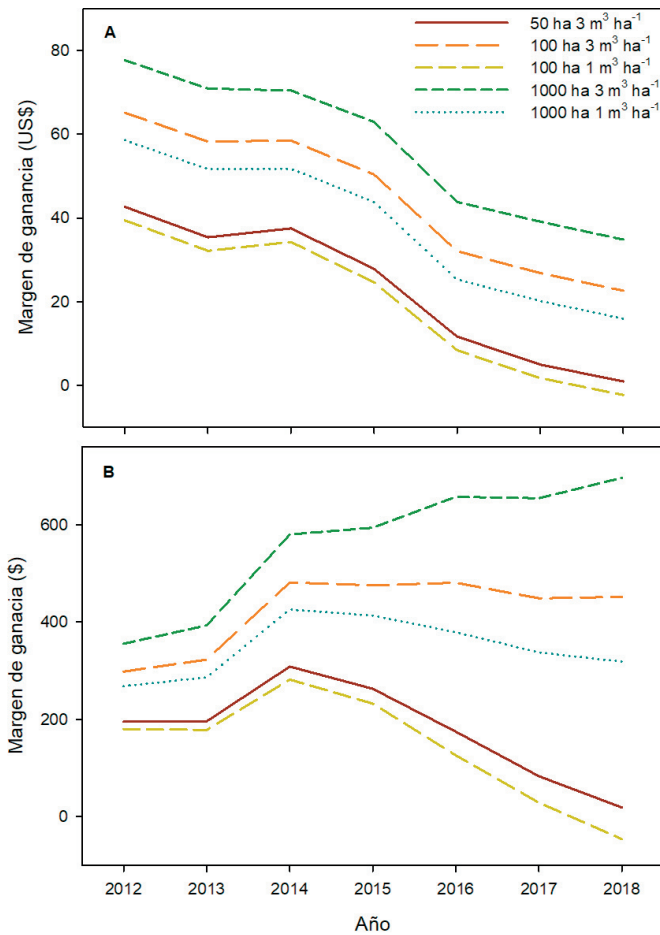 A
50 ha 3 m³ ha⁻¹
100 ha 3 m³ ha⁻¹
100 ha 1 m³ ha⁻¹
1000 ha 3 m³ ha⁻¹
1000 ha 1 m³ ha⁻¹
Margen de ganancia (US$)
80
60
40
20
0
B
Margen de ganacia ($)
600
400
200
0
2012 2013 2014 2015 2016 2017 2018
Año